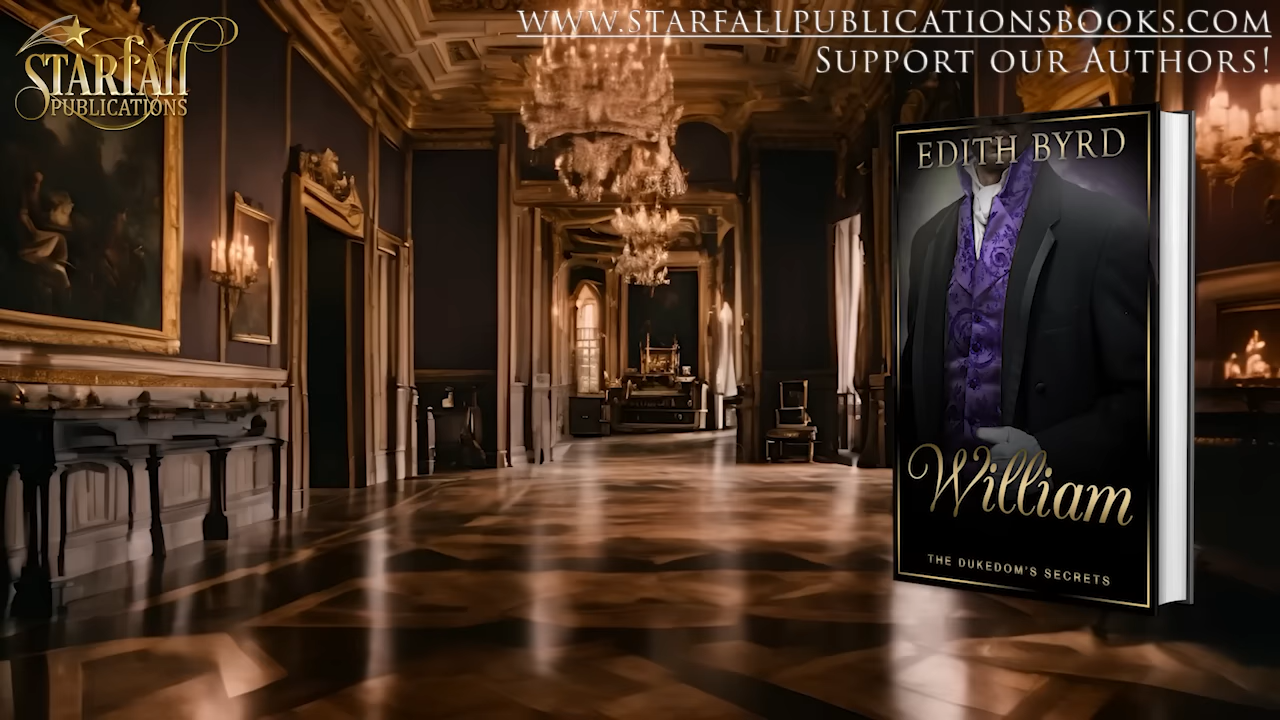 STARfall
PUBLICATIONS
www.starfallpublicationsbooks.com
Support our Authors!
EDITH BYRD
William
THE DUKEDOM'S SECRETS